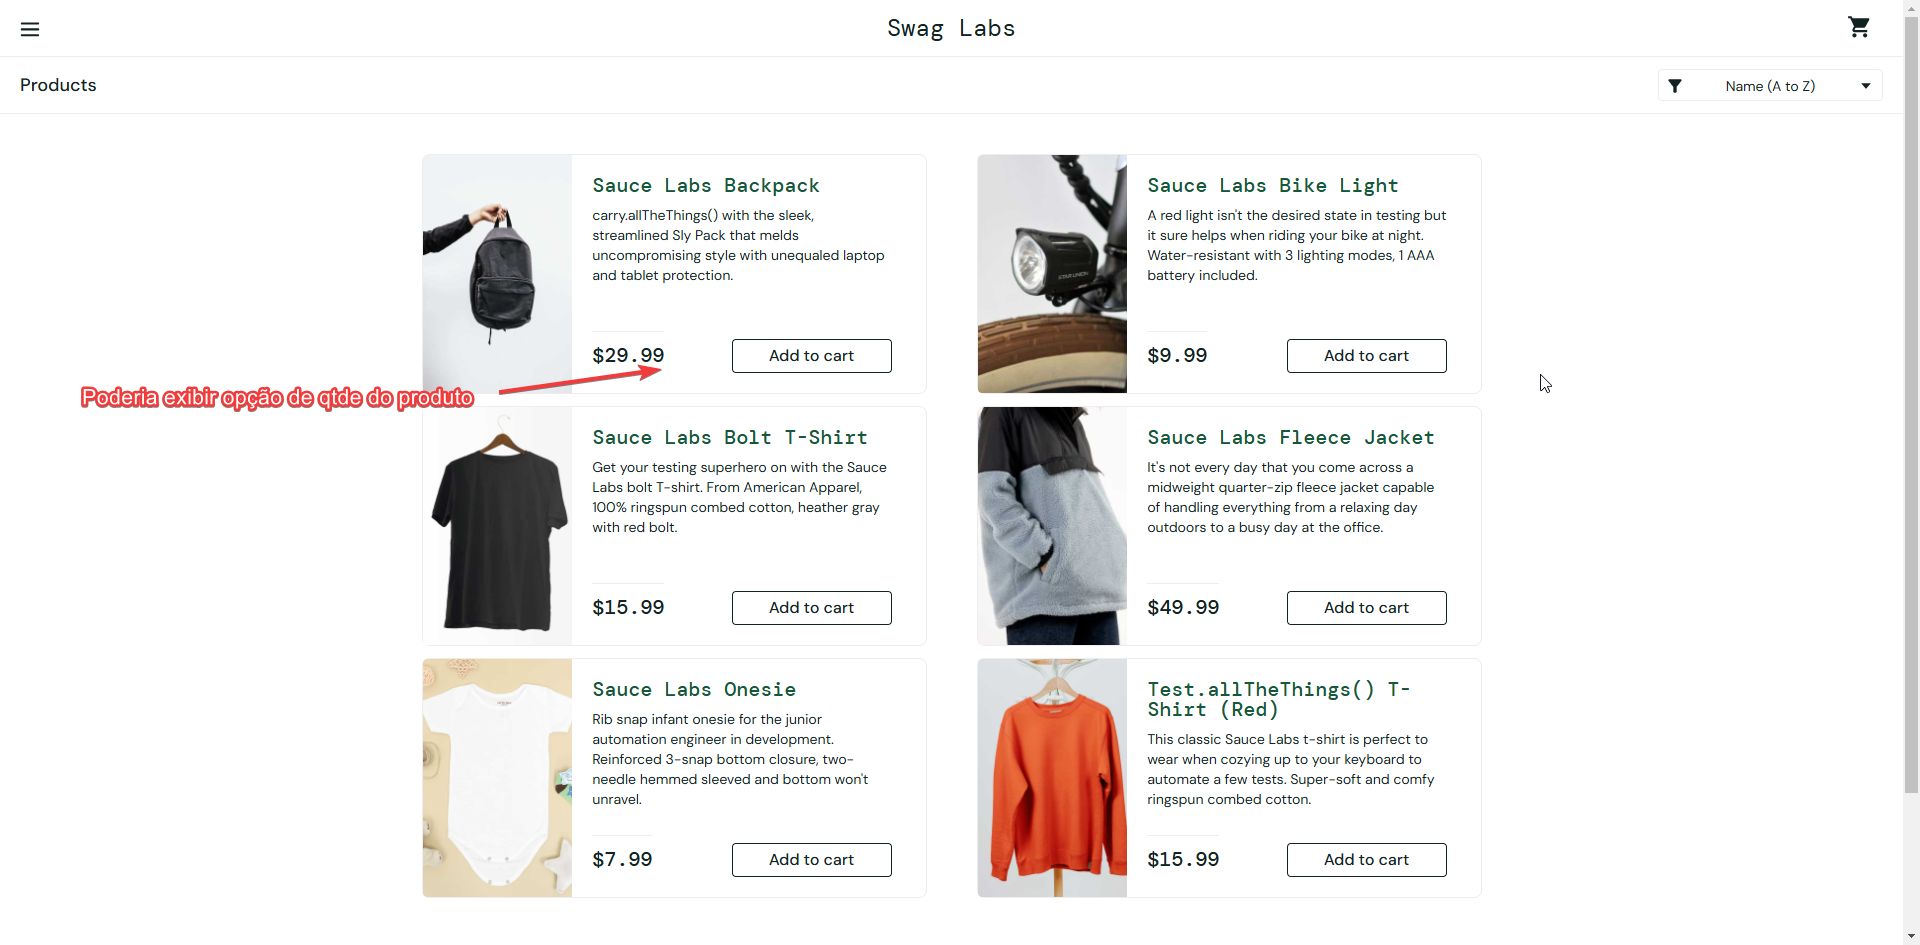 Swag Labs
Products
Name (A to Z)
Sauce Labs Backpack
carry.allTheThings() with the sleek,
streamlined Sly Pack that melds
uncompromising style with unequaled laptop
and tablet protection.
$29.99
Add to cart
Sauce Labs Bike Light
A red light isn't the desired state in testing but
it sure helps when riding your bike at night.
Water-resistant with 3 lighting modes, 1 AAA
battery included.
STAR UNION
$9.99
Add to cart
Poderia exibir opção de qtde do produto
Sauce Labs Bolt T-Shirt
Get your testing superhero on with the Sauce
Labs bolt T-shirt. From American Apparel,
100% ringspun combed cotton, heather gray
with red bolt.
$15.99
Add to cart
Sauce Labs Fleece Jacket
It's not every day that you come across a
midweight quarter-zip fleece jacket capable
of handling everything from a relaxing day
outdoors to a busy day at the office.
$49.99
Add to cart
Sauce Labs Onesie
Rib snap infant onesie for the junior
automation engineer in development.
Reinforced 3-snap bottom closure, two-
needle hemmed sleeved and bottom won't
unravel.
$7.99
Add to cart
Test.allTheThings() T-
Shirt (Red)
This classic Sauce Labs t-shirt is perfect to
wear when cozying up to your keyboard to
automate a few tests. Super-soft and comfy
ringspun combed cotton.
$15.99
Add to cart